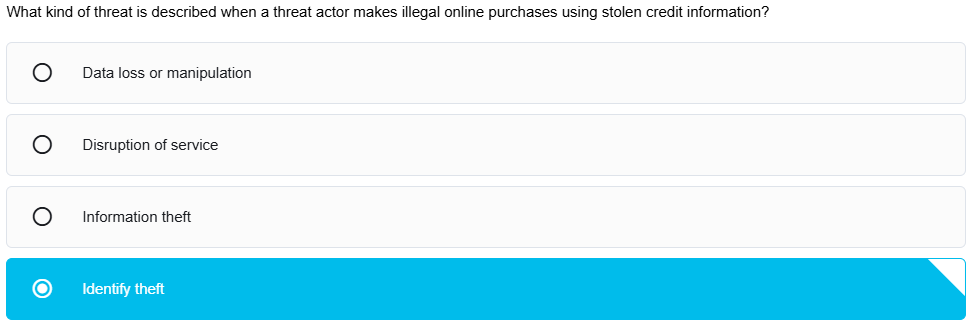 What kind of threat is described when a threat actor makes illegal online purchases using stolen credit information?
Data loss or manipulation
Disruption of service
Information theft
Identify theft